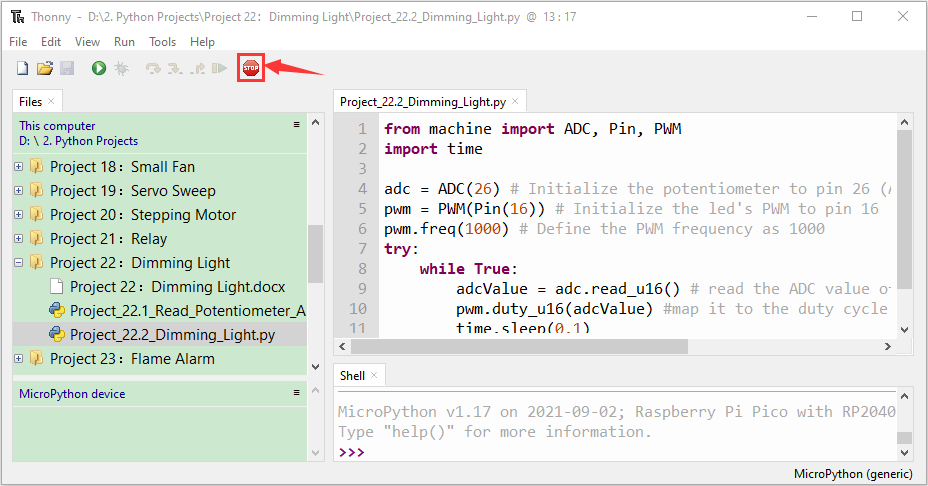 Thonny - D:\2. Python Projects\Project 22：Dimming Light\Project_22.2_Dimming_Light.py @ 13 : 17
File Edit View Run Tools Help
STOP
Files ×
This computer
D: \ 2. Python Projects
Project 18：Small Fan
Project 19：Servo Sweep
Project 20：Stepping Motor
Project 21：Relay
Project 22：Dimming Light
Project 22：Dimming Light.docx
Project_22.1_Read_Potentiometer_A
Project_22.2_Dimming_Light.py
Project 23：Flame Alarm
MicroPython device
Project_22.2_Dimming_Light.py ×
1 from machine import ADC, Pin, PWM
2 import time
3
4 adc = ADC(26) # Initialize the potentiometer to pin 26 (A
5 pwm = PWM(Pin(16)) # Initialize the led's PWM to pin 16
6 pwm.freq(1000) # Define the PWM frequency as 1000
7 try:
8 while True:
9 adcValue = adc.read_u16() # read the ADC value of
10 pwm.duty_u16(adcValue) #map it to the duty cycle
11 time.sleep(0.1)
Shell ×
MicroPython v1.17 on 2021-09-02; Raspberry Pi Pico with RP2040
Type "help()" for more information.
>>>
MicroPython (generic)